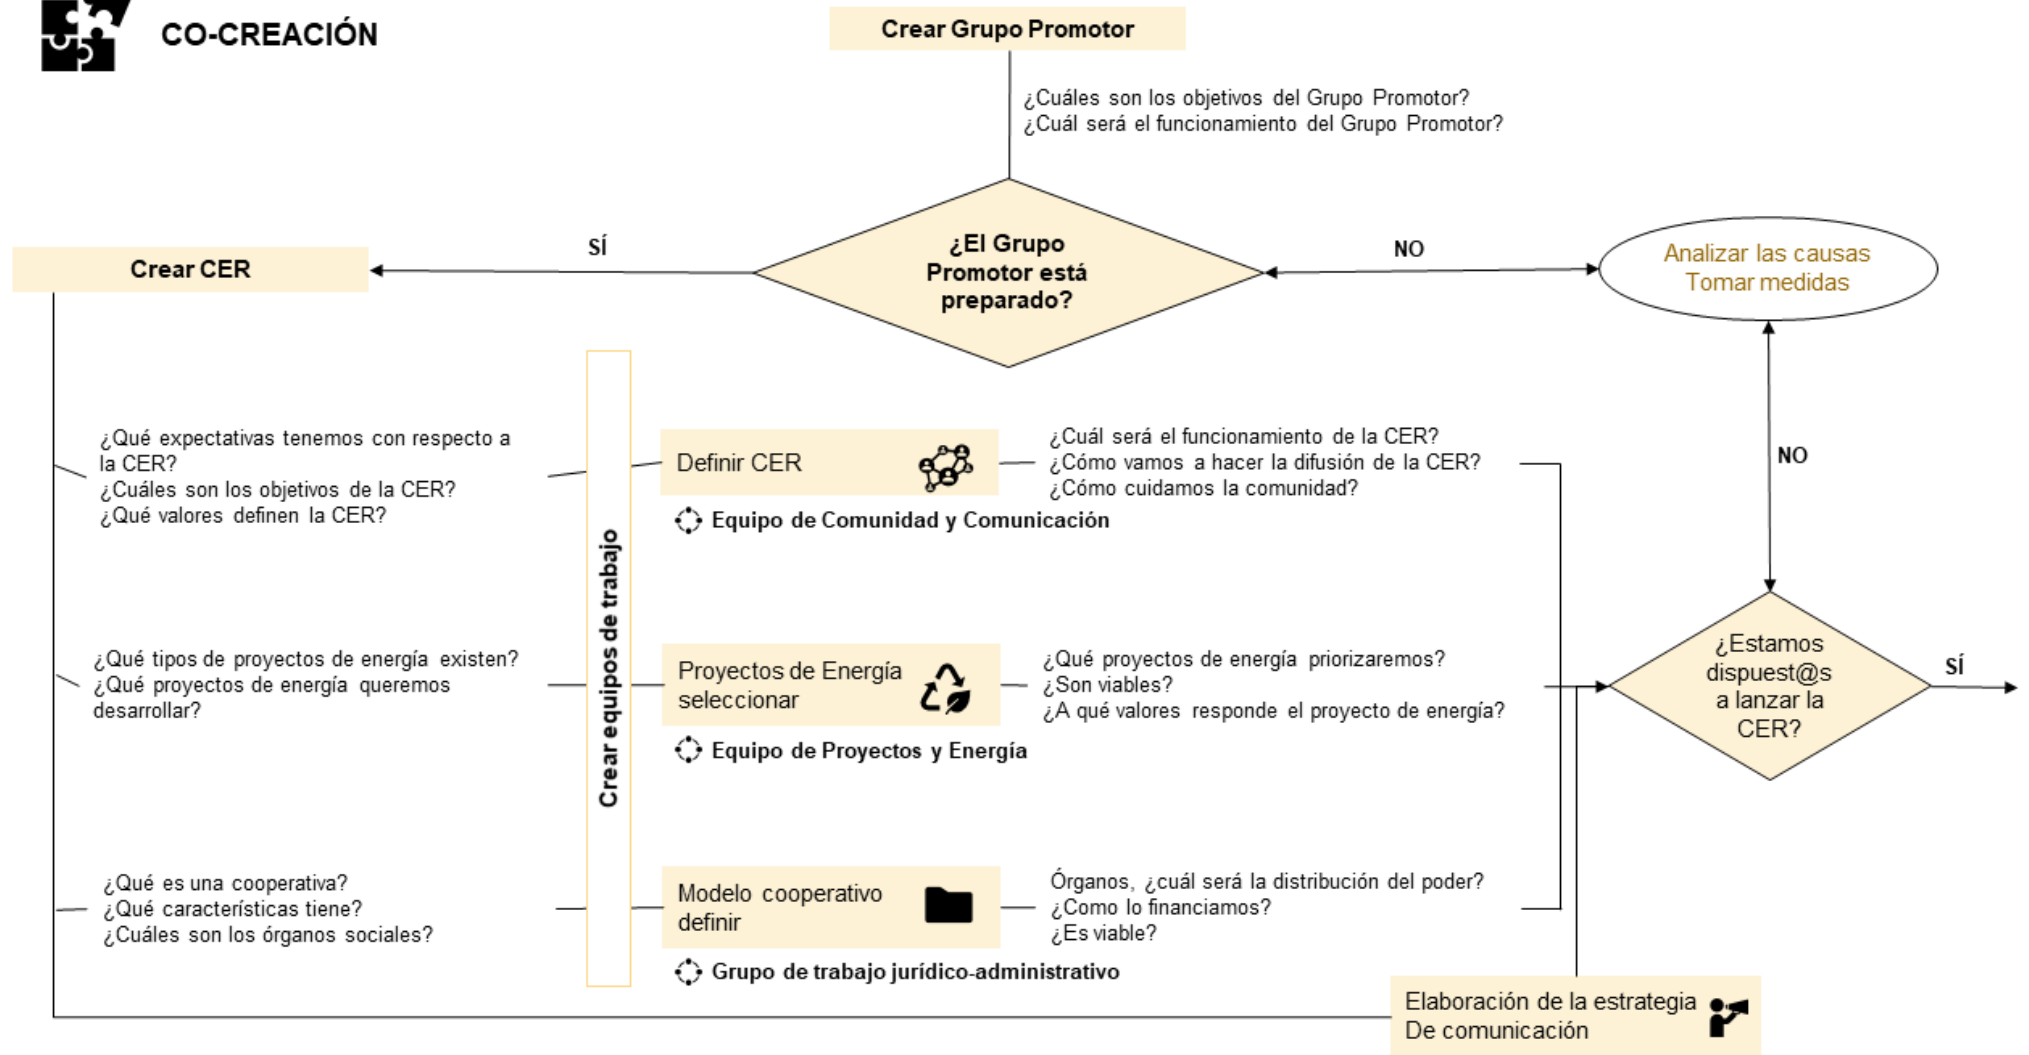 CO-CREACIÓN
Crear Grupo Promotor
¿Cuáles son los objetivos del Grupo Promotor?
¿Cuál será el funcionamiento del Grupo Promotor?
¿El Grupo
Promotor está
preparado?
SÍ
NO
Crear CER
Analizar las causas
Tomar medidas
NO
¿Qué expectativas tenemos con respecto a
la CER?
¿Cuáles son los objetivos de la CER?
¿Qué valores definen la CER?
Crear equipos de trabajo
Definir CER
Equipo de Comunidad y Comunicación
¿Cuál será el funcionamiento de la CER?
¿Cómo vamos a hacer la difusión de la CER?
¿Cómo cuidamos la comunidad?
¿Qué tipos de proyectos de energía existen?
¿Qué proyectos de energía queremos
desarrollar?
Proyectos de Energía
seleccionar
Equipo de Proyectos y Energía
¿Qué proyectos de energía priorizaremos?
¿Son viables?
¿A qué valores responde el proyecto de energía?
¿Estamos
dispuest@s
a lanzar la
CER?
SÍ
¿Qué es una cooperativa?
¿Qué características tiene?
¿Cuáles son los órganos sociales?
Modelo cooperativo
definir
Grupo de trabajo jurídico-administrativo
Órganos, ¿cuál será la distribución del poder?
¿Como lo financiamos?
¿Es viable?
Elaboración de la estrategia
De comunicación